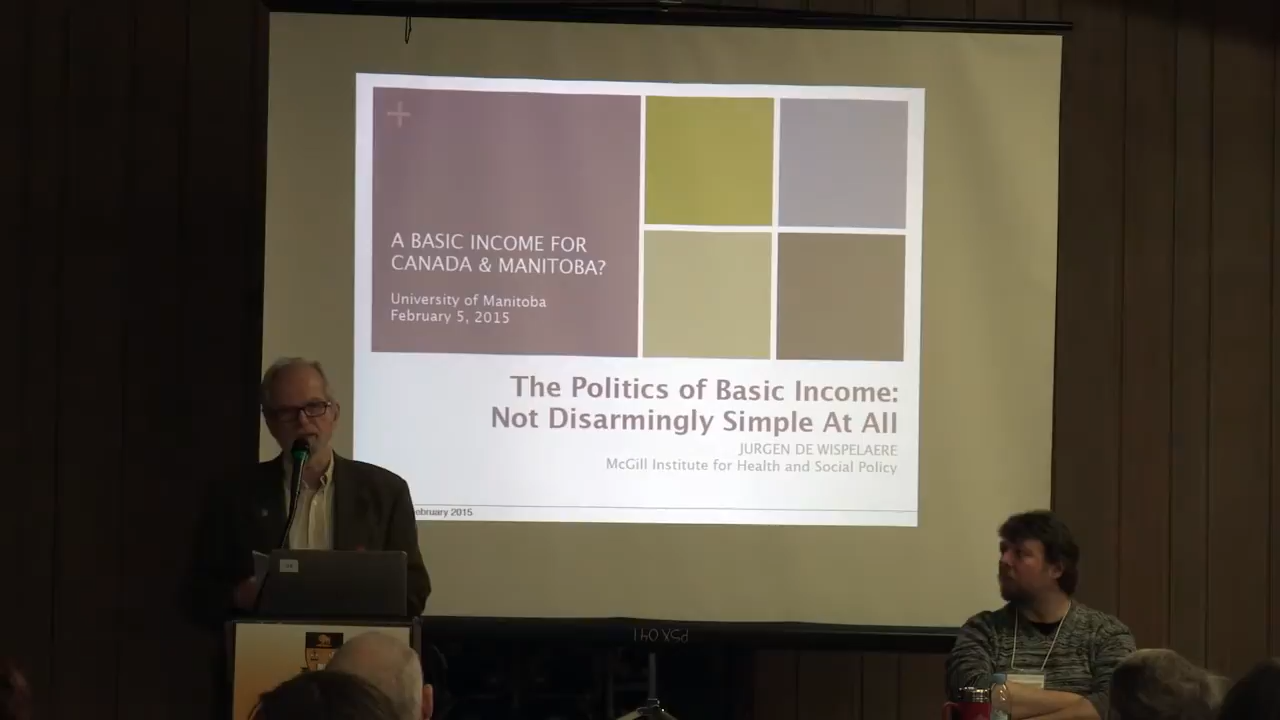 +
A BASIC INCOME FOR
CANADA & MANITOBA?
University of Manitoba
February 5, 2015
The Politics of Basic Income:
Not Disarmingly Simple At All
JURGEN DE WISPELAERE
McGill Institute for Health and Social Policy
ebruary 2015